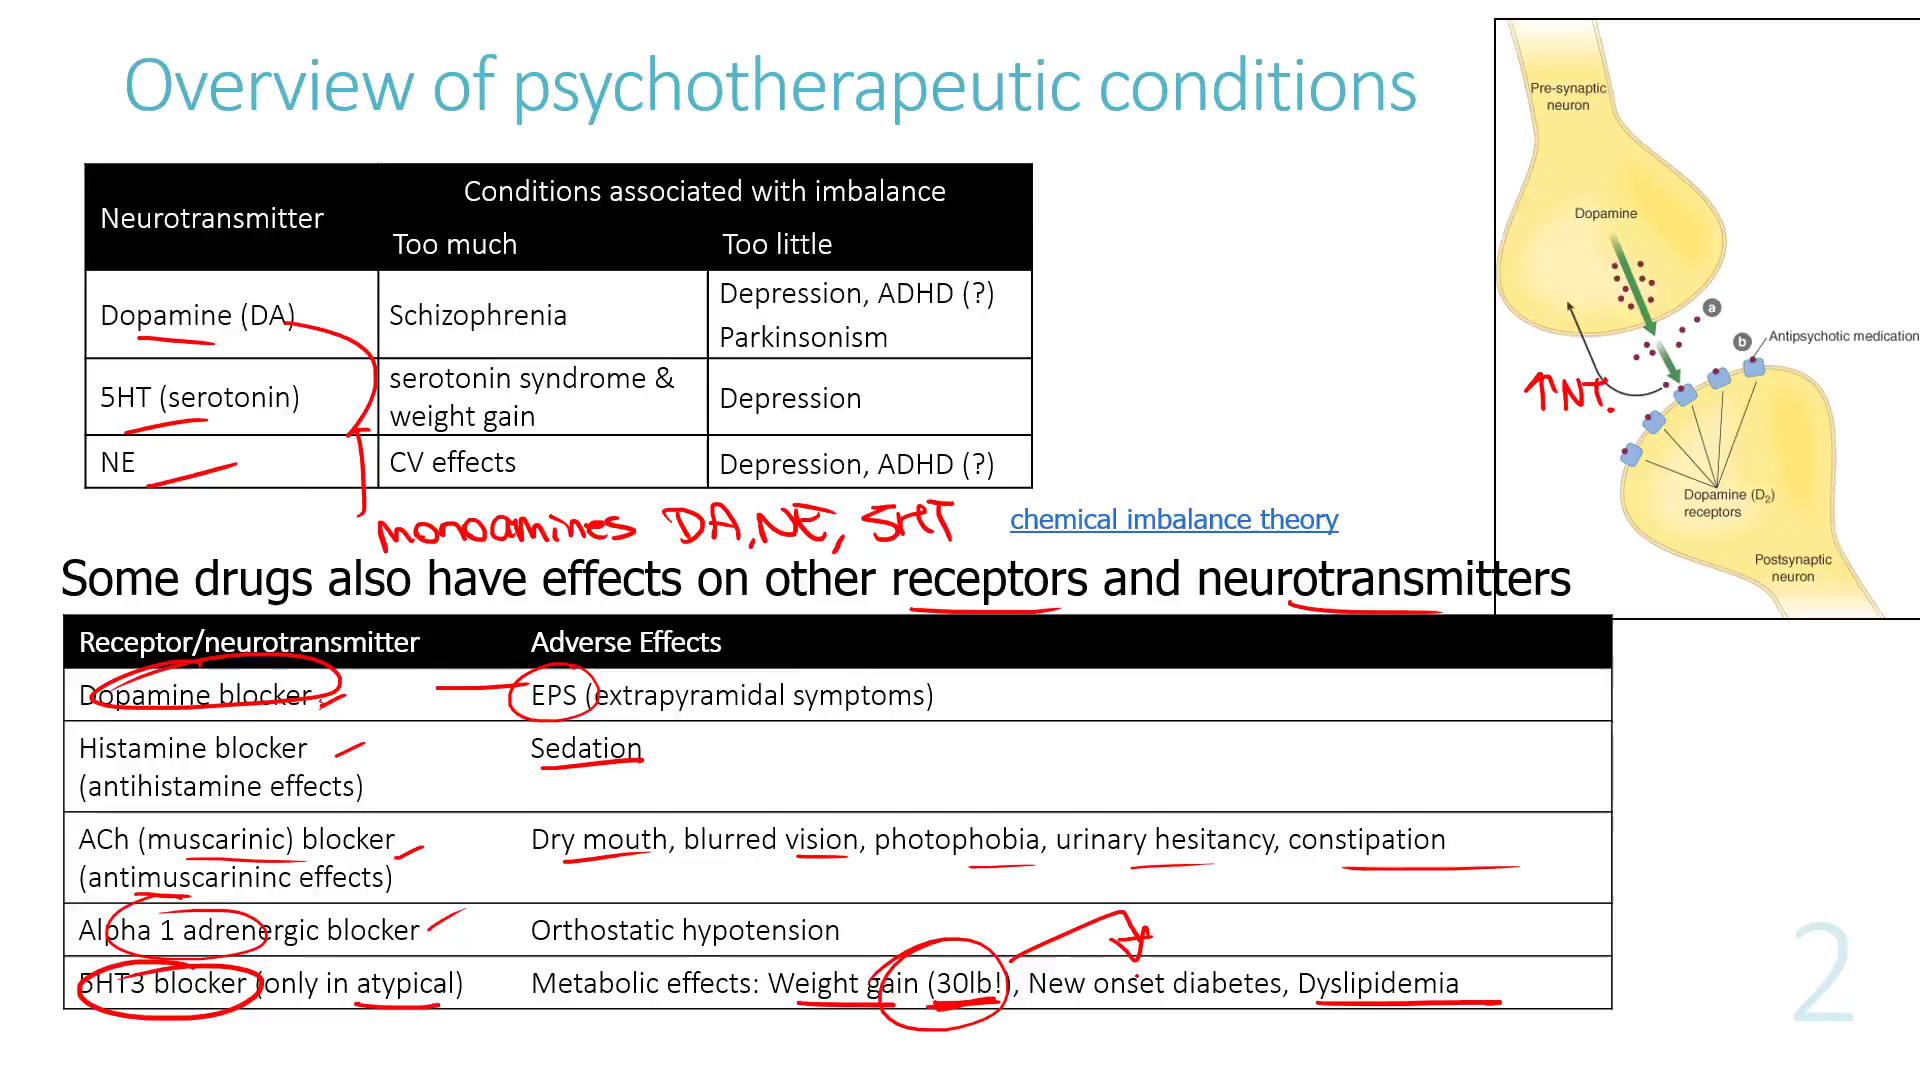 Overview of psychotherapeutic conditions
Neurotransmitter
Conditions associated with imbalance
Too much
Too little
Dopamine (DA)
Schizophrenia
Depression, ADHD (?)
Parkinsonism
5HT (serotonin)
serotonin syndrome &
weight gain
Depression
NE
CV effects
Depression, ADHD (?)
monoamines DA, NE, 5HT
chemical imbalance theory
Pre-synaptic
neuron
Dopamine
a
b
Antipsychotic medication
↑NT.
Dopamine (D₂)
receptors
Postsynaptic
neuron
Some drugs also have effects on other receptors and neurotransmitters
Receptor/neurotransmitter
Adverse Effects
Dopamine blocker
EPS (extrapyramidal symptoms)
Histamine blocker
(antihistamine effects)
Sedation
ACh (muscarinic) blocker
(antimuscarininc effects)
Dry mouth, blurred vision, photophobia, urinary hesitancy, constipation
Alpha 1 adrenergic blocker
Orthostatic hypotension
5HT3 blocker (only in atypical)
Metabolic effects: Weight gain (30lb!), New onset diabetes, Dyslipidemia
2